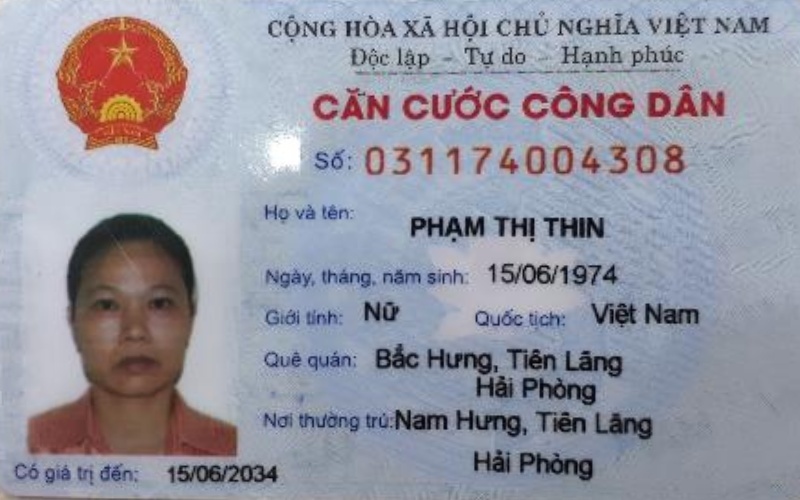 CỘNG HÒA XÃ HỘI CHỦ NGHĨA VIỆT NAM
Độc lập – Tự do – Hạnh phúc
CĂN CƯỚC CÔNG DÂN
Số: 031174004308
Họ và tên: PHẠM THỊ THIN
Ngày, tháng, năm sinh: 15/06/1974
Giới tính: Nữ Quốc tịch: Việt Nam
Quê quán: Bắc Hưng, Tiên Lãng
Hải Phòng
Nơi thường trú: Nam Hưng, Tiên Lãng
Hải Phòng
Có giá trị đến: 15/06/2034